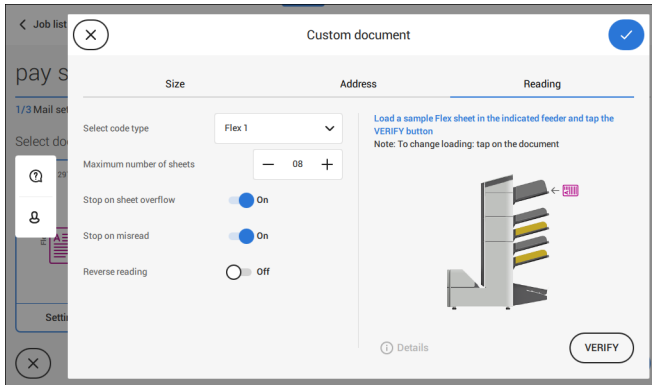 Job list
Custom document
pay s
Size
Address
Reading
1/3 Mail set
Select do
Select code type
Flex 1
Maximum number of sheets
08
Stop on sheet overflow
On
Stop on misread
On
Reverse reading
Off
Load a sample Flex sheet in the indicated feeder and tap the
VERIFY button
Note: To change loading: tap on the document
29
Setti
Details
VERIFY